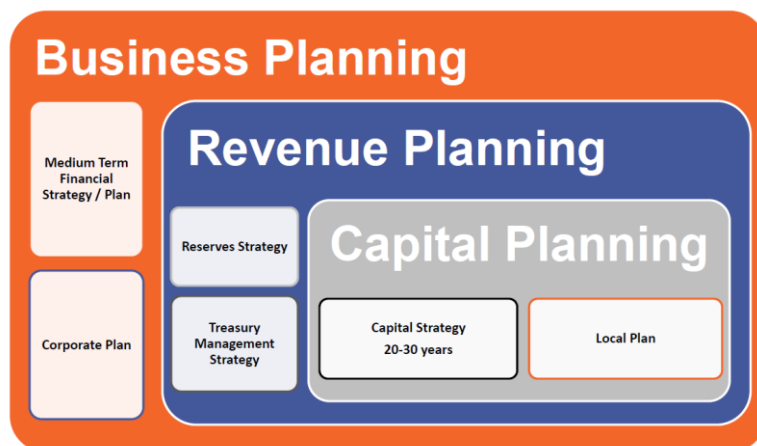 Business Planning
Medium Term
Financial
Strategy / Plan
Corporate Plan
Revenue Planning
Reserves Strategy
Treasury
Management
Strategy
Capital Planning
Capital Strategy
20-30 years
Local Plan